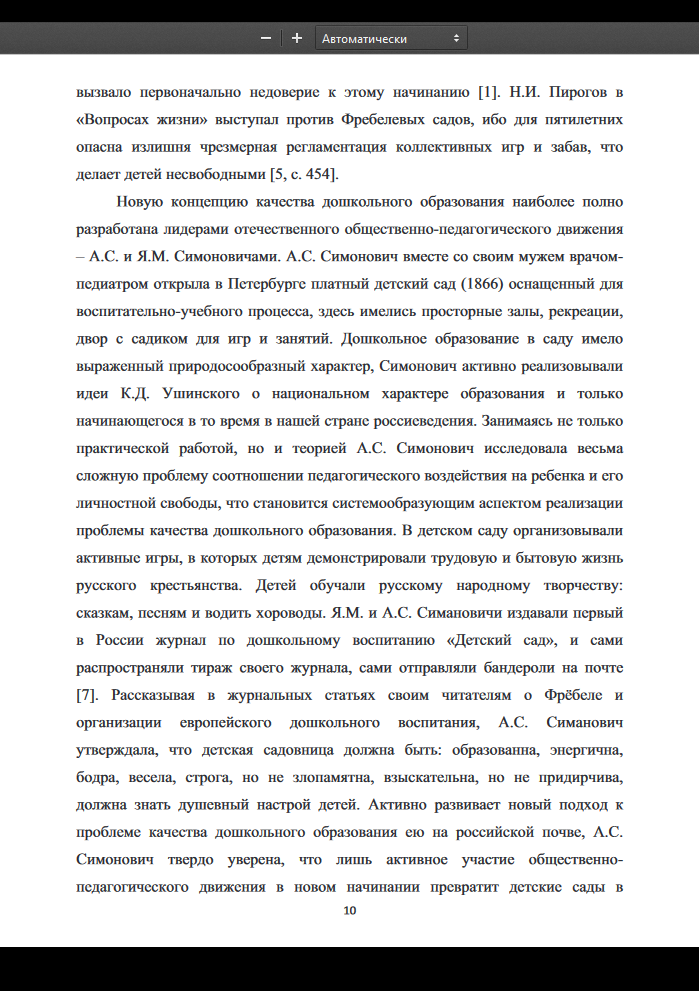 Автоматически
вызвало первоначально недоверие к этому начинанию [1]. Н.И. Пирогов в
«Вопросах жизни» выступал против Фребелевых садов, ибо для пятилетних
опасна излишня чрезмерная регламентация коллективных игр и забав, что
делает детей несвободными [5, с. 454].
Новую концепцию качества дошкольного образования наиболее полно
разработана лидерами отечественного общественно-педагогического движения
– А.С. и Я.М. Симоновичами. А.С. Симонович вместе со своим мужем врачом-
педиатром открыла в Петербурге платный детский сад (1866) оснащенный для
воспитательно-учебного процесса, здесь имелись просторные залы, рекреации,
двор с садиком для игр и занятий. Дошкольное образование в саду имело
выраженный природосообразный характер, Симонович активно реализовывали
идеи К.Д. Ушинского о национальном характере образования и только
начинающегося в то время в нашей стране россиеведения. Занимаясь не только
практической работой, но и теорией А.С. Симонович исследовала весьма
сложную проблему соотношении педагогического воздействия на ребенка и его
личностной свободы, что становится системообразующим аспектом реализации
проблемы качества дошкольного образования. В детском саду организовывали
активные игры, в которых детям демонстрировали трудовую и бытовую жизнь
русского крестьянства. Детей обучали русскому народному творчеству:
сказкам, песням и водить хороводы. Я.М. и А.С. Симановичи издавали первый
в России журнал по дошкольному воспитанию «Детский сад», и сами
распространяли тираж своего журнала, сами отправляли бандероли на почте
[7]. Рассказывая в журнальных статьях своим читателям о Фрёбеле и
организации европейского дошкольного воспитания, А.С. Симанович
утверждала, что детская садовница должна быть: образованна, энергична,
бодра, весела, строга, но не злопамятна, взыскательна, но не придирчива,
должна знать душевный настрой детей. Активно развивает новый подход к
проблеме качества дошкольного образования ею на российской почве, А.С.
Симонович твердо уверена, что лишь активное участие общественно-
педагогического движения в новом начинании превратит детские сады в
10